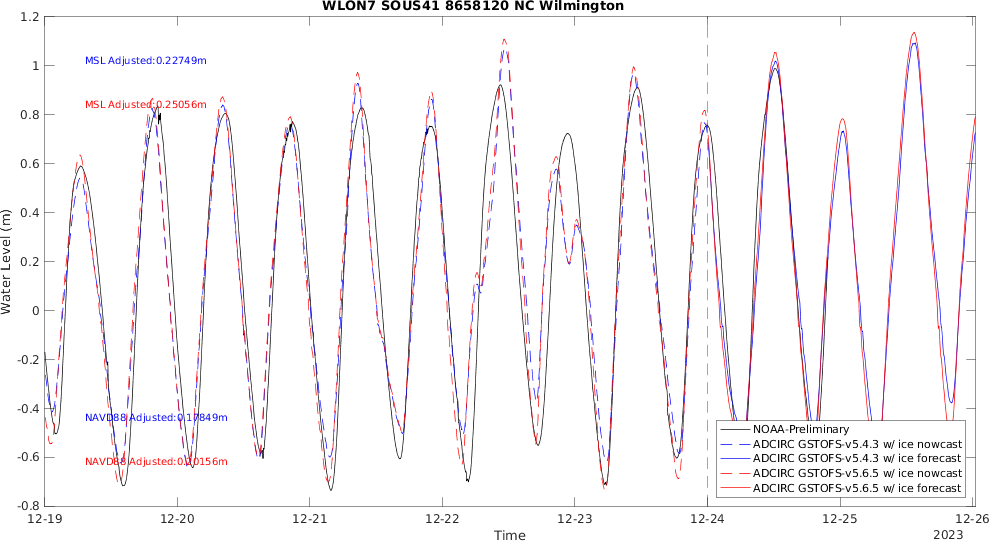 WLON7 SOUS41 8658120 NC Wilmington
1.2
1
0.8
0.6
0.4
0.2
0
-0.2
-0.4
-0.6
-0.8
Water Level (m)
MSL Adjusted:0.22749m
MSL Adjusted:0.25056m
NAVD88 Adjusted:0.17849m
NAVD88 Adjusted:0.20156m
NOAA-Preliminary
ADCIRC GSTOFS-v5.4.3 w/ ice nowcast
ADCIRC GSTOFS-v5.4.3 w/ ice forecast
ADCIRC GSTOFS-v5.6.5 w/ ice nowcast
ADCIRC GSTOFS-v5.6.5 w/ ice forecast
12-19 12-20 12-21 12-22 12-23 12-24 12-25 12-26
Time
2023